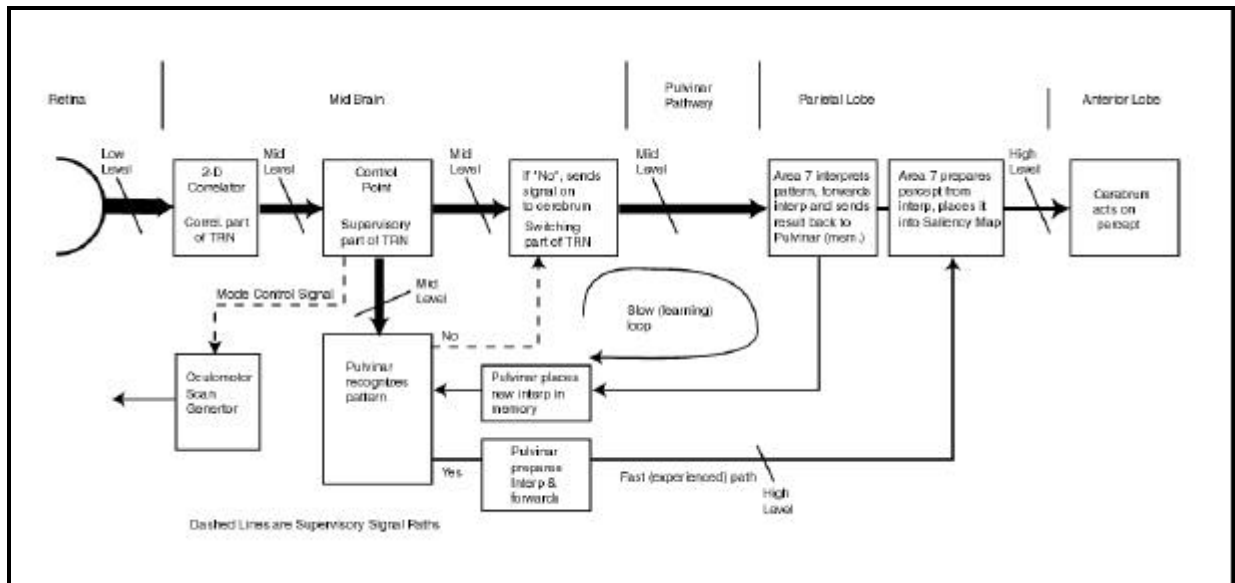 Retina
Mid Brain
Pulvinar
Pathway
Parietal Lobe
Anterior Lobe
Low
Level
2-D
Correlator
Correl. part
of TRN
Mid
Level
Control
Point
Supervisory
part of TRN
Mid
Level
If "No", sends
signal on
to cerebrum
Switching
part of TRN
Mid
Level
Area 7 interprets
pattern, forwards
interp and sends
result back to
Pulvinar (mem.)
Area 7 prepares
percept from
interp, places it
into Saliency Map
High
Level
Cerebrum
acts on
percept
Mode Control Signal
Mid
Level
No
Slow (learning)
loop
Oculomotor
Scan
Genertor
Pulvinar
recognizes
pattern
Pulvinar places
new interp in
memory
Yes
Pulvinar
prepares
Interp &
forwards
Fast (experienced) path
High
Level
Dashed Lines are Supervisory Signal Paths